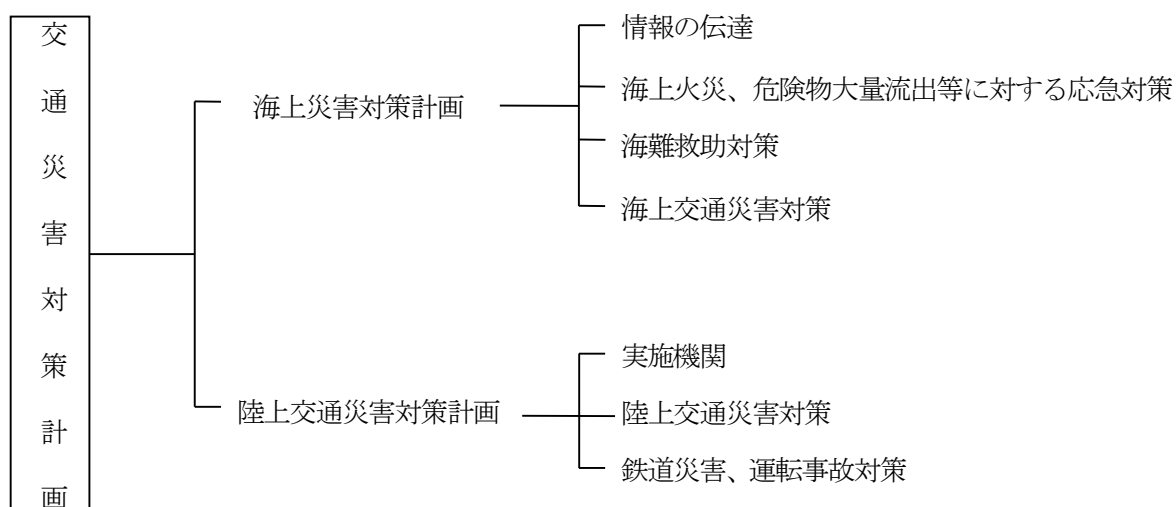 交通災害対策計画
海上災害対策計画
情報の伝達
海上火災、危険物大量流出等に対する応急対策
海難救助対策
海上交通災害対策
陸上交通災害対策計画
実施機関
陸上交通災害対策
鉄道災害、運転事故対策